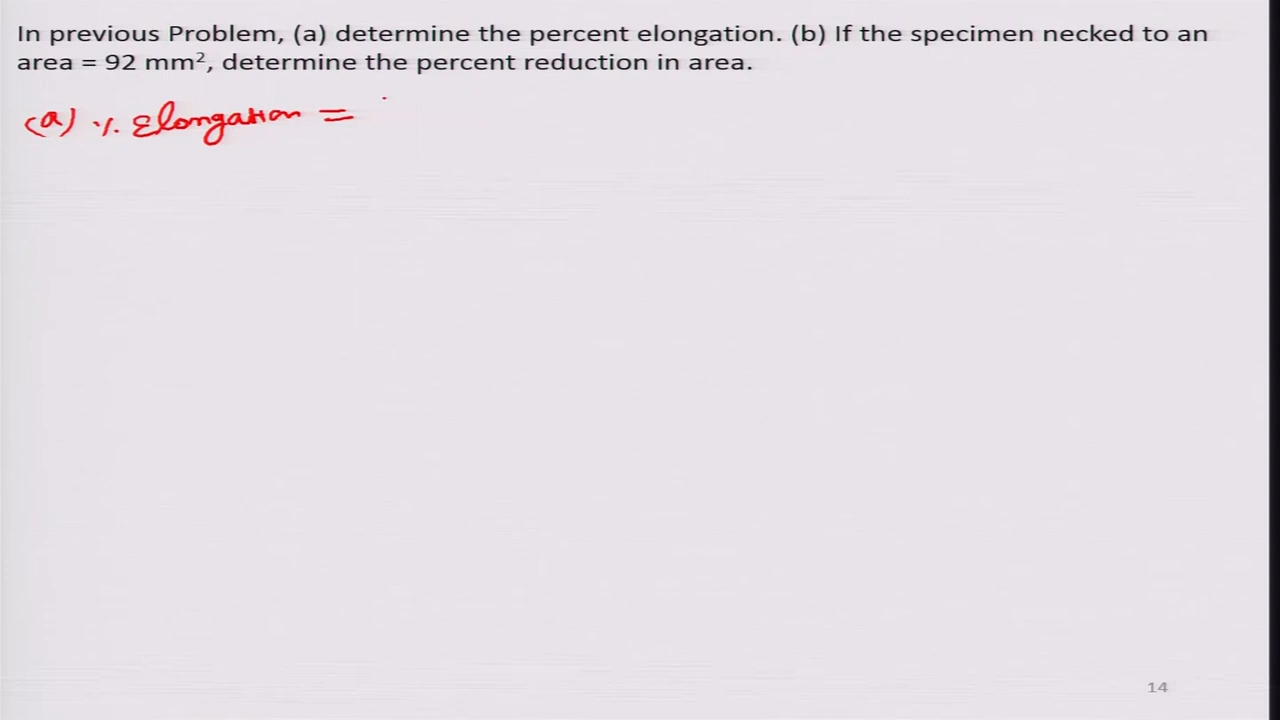 In previous Problem, (a) determine the percent elongation. (b) If the specimen necked to an
area = 92 mm², determine the percent reduction in area.
(a) % Elongation =
14